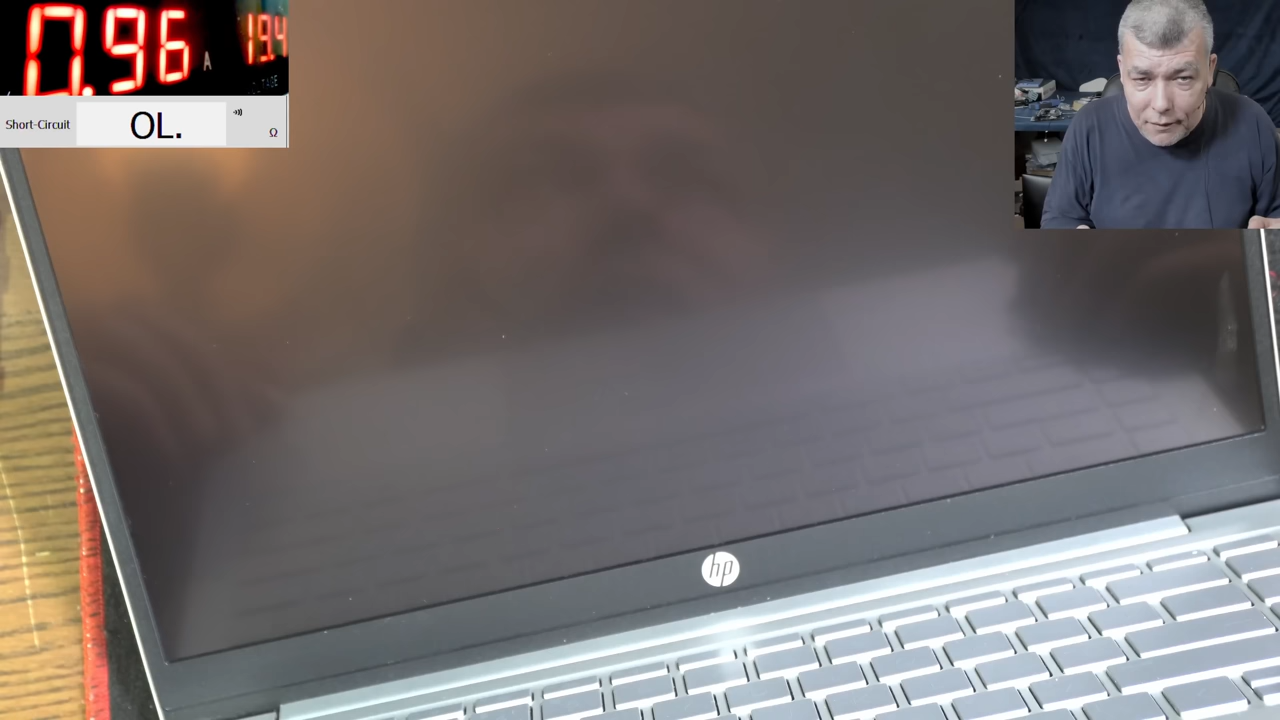 0.96 A 19.4
Short-Circuit OL. Ω
hp